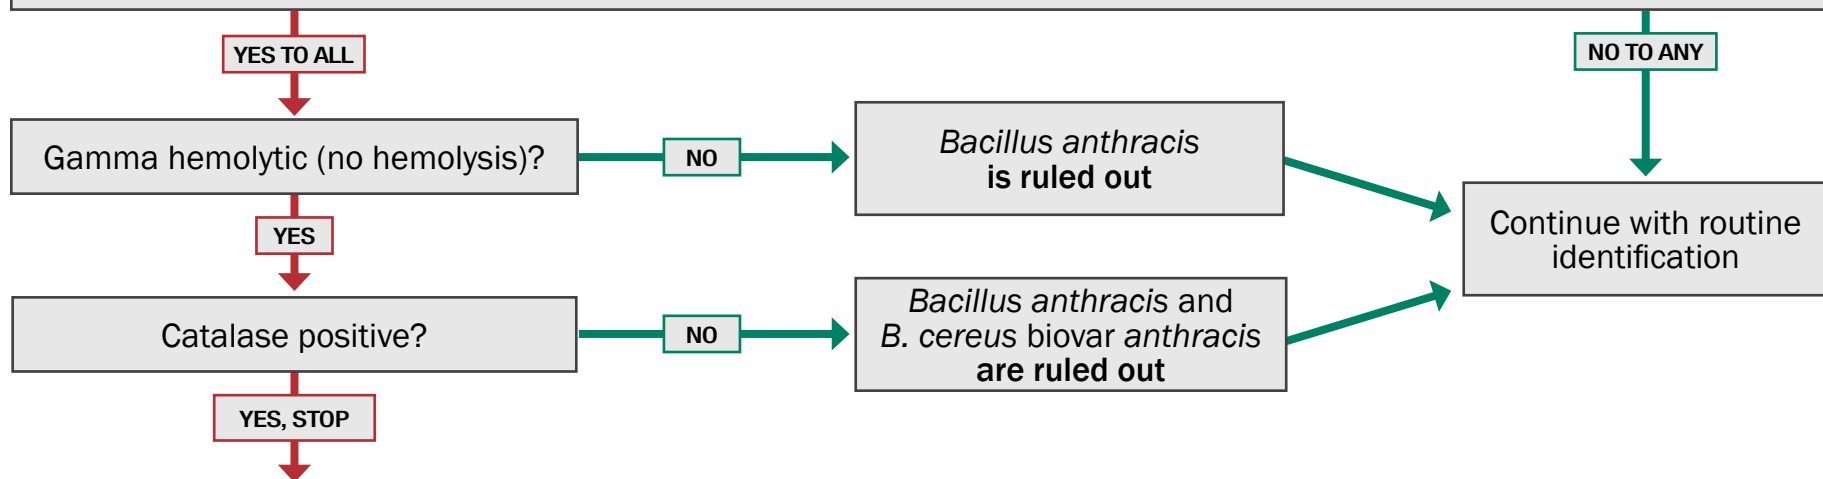 YES TO ALL
NO TO ANY
Gamma hemolytic (no hemolysis)?
NO
Bacillus anthracis
is ruled out
Continue with routine
identification
YES
Catalase positive?
NO
Bacillus anthracis and
B. cereus biovar anthracis
are ruled out
YES, STOP